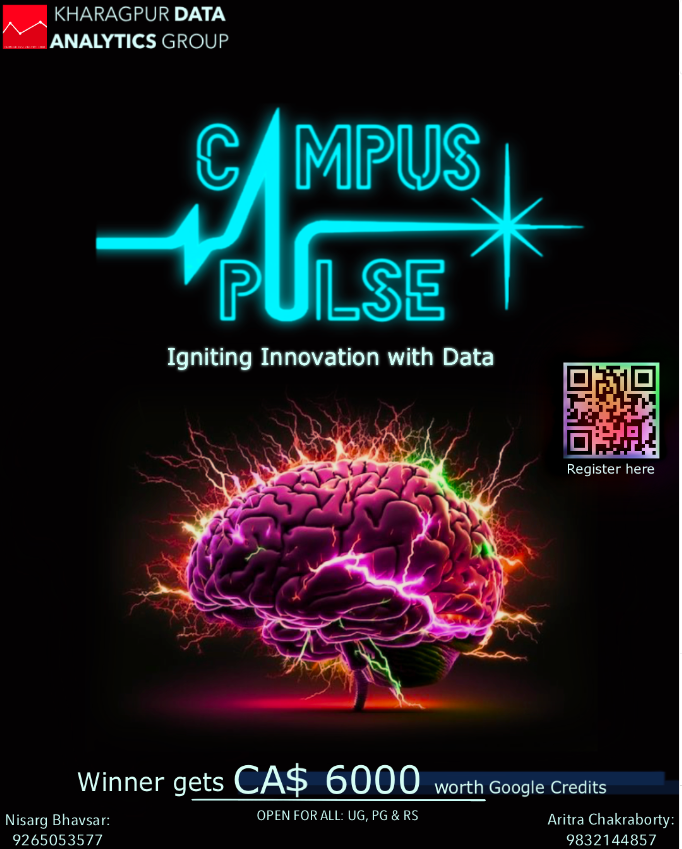 KHARAGPUR DATA
ANALYTICS GROUP
CAMPUS
PULSE
Igniting Innovation with Data
Register here
Winner gets CA$ 6000 worth Google Credits
OPEN FOR ALL: UG, PG & RS
Nisarg Bhavsar:
9265053577
Aritra Chakraborty:
9832144857